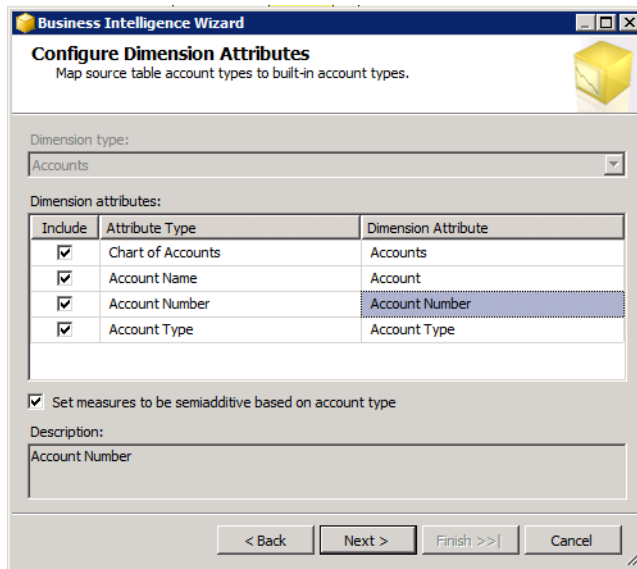 Business Intelligence Wizard
Configure Dimension Attributes
Map source table account types to built-in account types.
Dimension type:
Accounts
Dimension attributes:
Include Attribute Type Dimension Attribute
Chart of Accounts Accounts
Account Name Account
Account Number Account Number
Account Type Account Type
Set measures to be semiadditive based on account type
Description:
Account Number
< Back Next > Finish >>| Cancel